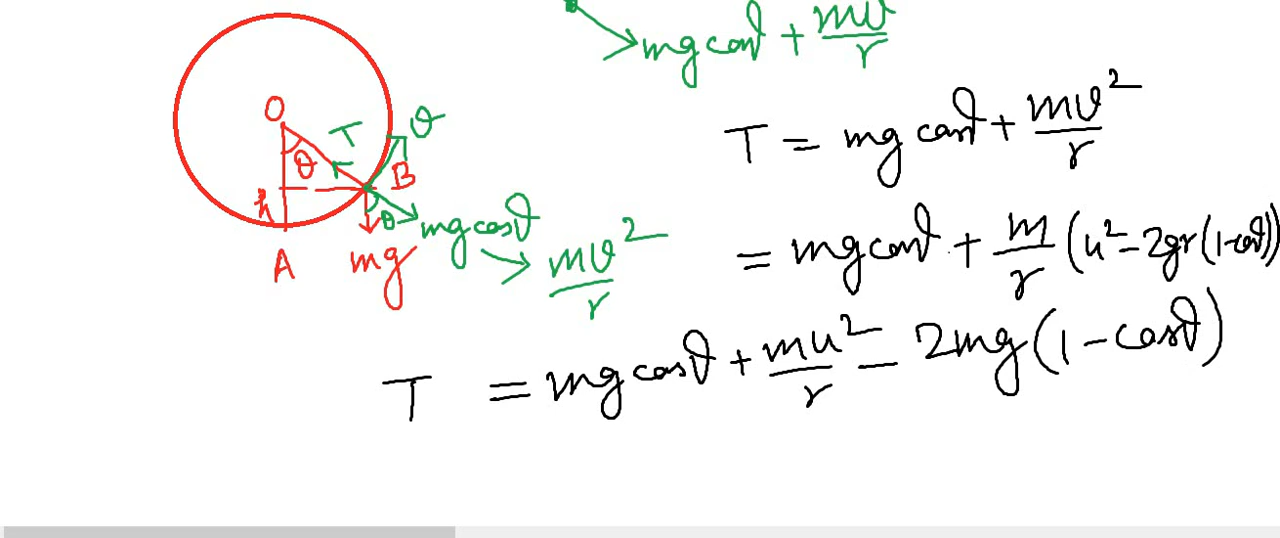 mg cosθ + mv/r
O
T
v
θ
B
h
θ
mg cosθ
A
mg
mv²/r
T = mg cosθ + mv²/r
= mg cosθ + m/r (u² - 2gr(1-cosθ))
T = mg cosθ + mu²/r - 2mg(1 - cosθ)